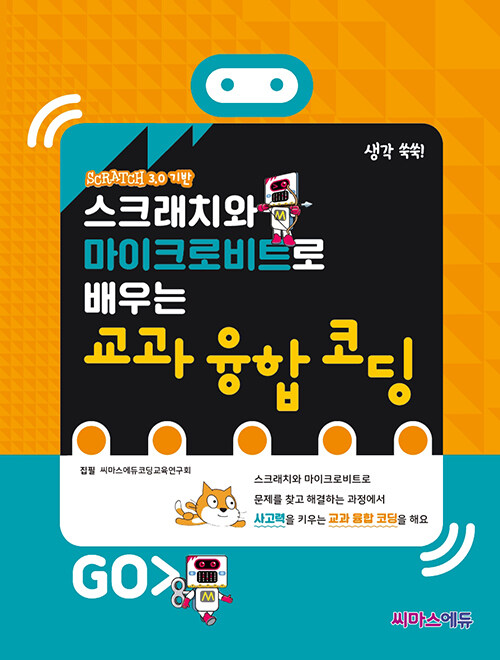 생각 쑥쑥!
SCRATCH 3.0 기반
스크래치와
마이크로비트로
배우는
교과 융합 코딩
집필 씨마스에듀코딩교육연구회
스크래치와 마이크로비트로
문제를 찾고 해결하는 과정에서
사고력을 키우는 교과 융합 코딩을 해요
GO>
씨마스에듀